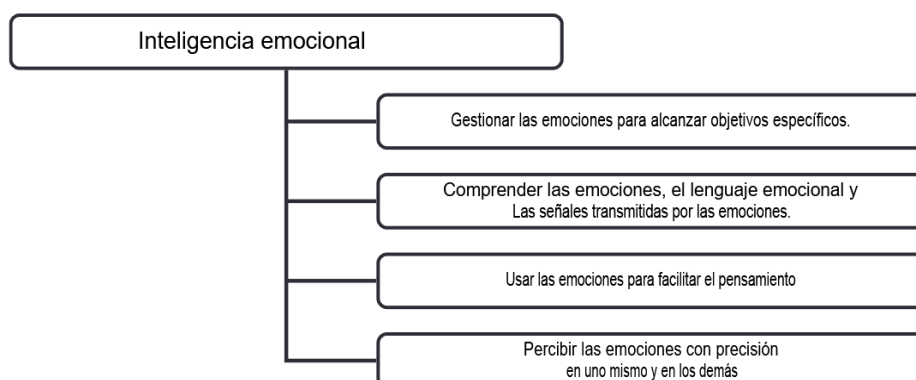 Inteligencia emocional
Gestionar las emociones para alcanzar objetivos específicos.
Comprender las emociones, el lenguaje emocional y
Las señales transmitidas por las emociones.
Usar las emociones para facilitar el pensamiento
Percibir las emociones con precisión
en uno mismo y en los demás